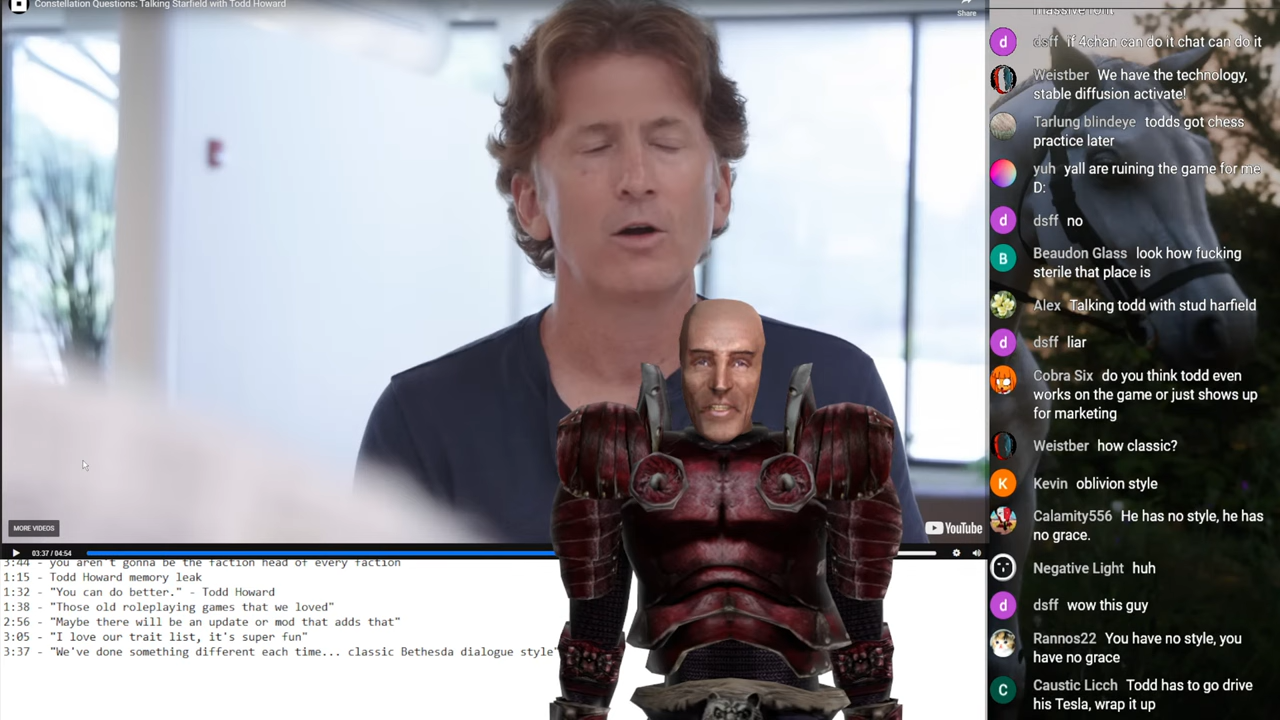 Constellation Questions: Talking Starfield with Todd Howard
Share
MORE VIDEOS
YouTube
03:37 / 04:54
3:44 - you aren't gonna be the faction head of every faction
1:15 - Todd Howard memory leak
1:32 - "You can do better." - Todd Howard
1:38 - "Those old roleplaying games that we loved"
2:56 - "Maybe there will be an update or mod that adds that"
3:05 - "I love our trait list, it's super fun"
3:37 - "We've done something different each time... classic Bethesda dialogue style"
d dsff if 4chan can do it chat can do it
Weistber We have the technology,
stable diffusion activate!
Tarlung blindeye todds got chess
practice later
yuh yall are ruining the game for me
D:
d dsff no
B Beaudon Glass look how fucking
sterile that place is
Alex Talking todd with stud harfield
d dsff liar
Cobra Six do you think todd even
works on the game or just shows up
for marketing
Weistber how classic?
K Kevin oblivion style
Calamity556 He has no style, he has
no grace.
Negative Light huh
d dsff wow this guy
Rannos22 You have no style, you
have no grace
C Caustic Licch Todd has to go drive
his Tesla, wrap it up